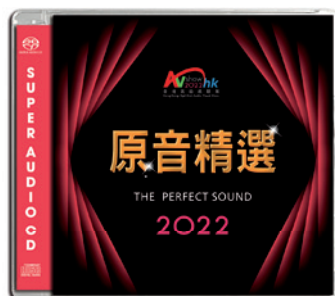 SUPER AUDIO CD
AV show 2022 hk
原音精選
THE PERFECT SOUND
2022